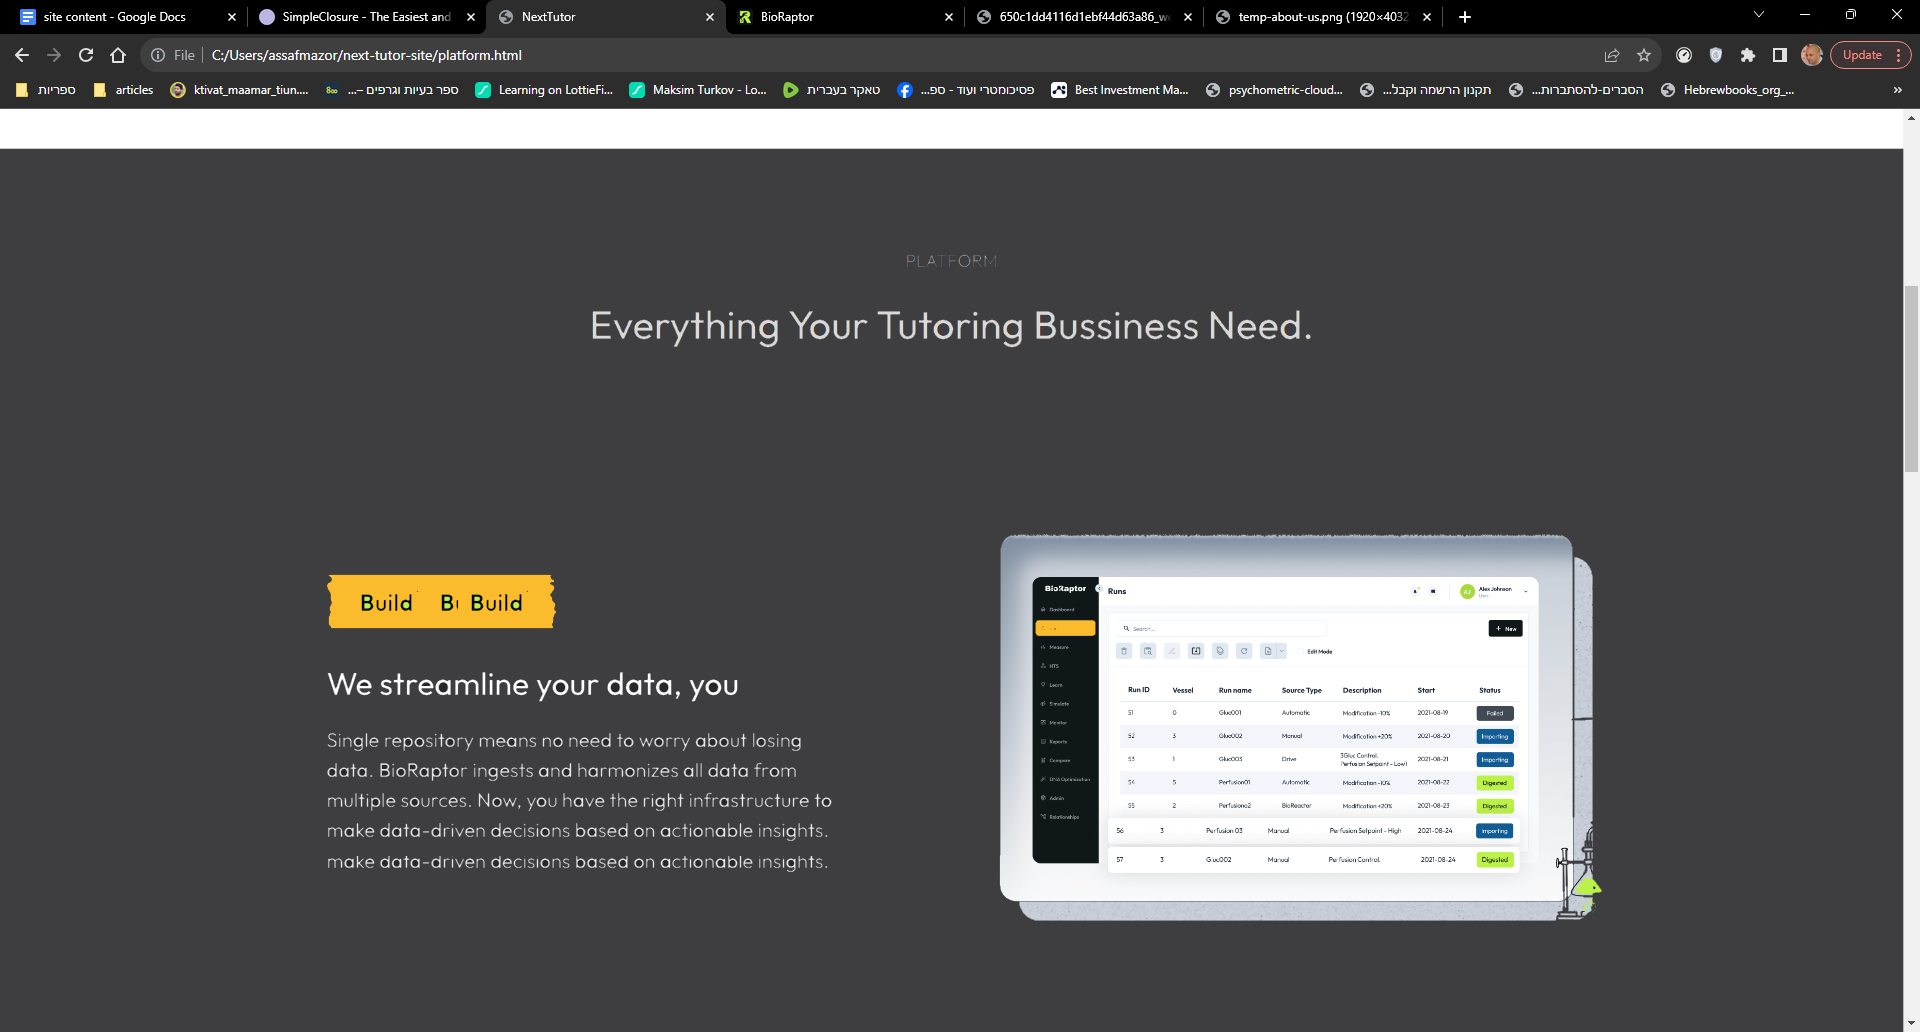 site content - Google Docs
SimpleClosure - The Easiest and
NextTutor
BioRaptor
650c1dd4116d1ebf44d63a86_w
temp-about-us.png (1920×4032
File
C:/Users/assafmazor/next-tutor-site/platform.html
Update
ספריות
articles
ktivat_maamar_tiun....
ספר בעיות וגרפים –...
Learning on LottieFi...
Maksim Turkov - Lo...
טאקר בעברית
פסיכומטרי ועוד - ספ...
Best Investment Ma...
psychometric-cloud...
תקנון הרשמה וקבל...
הסברים-להסתברות...
Hebrewbooks_org_...
PLATFORM
Everything Your Tutoring Bussiness Need.
Build Bu Build
We streamline your data, you
Single repository means no need to worry about losing
data. BioRaptor ingests and harmonizes all data from
multiple sources. Now, you have the right infrastructure to
make data-driven decisions based on actionable insights.
make data-driven decisions based on actionable insights.
BioRaptor
Dashboard
Measure
HTS
Learn
Simulate
Monitor
Reports
Compare
DNA Optimization
Admin
Relationships
Runs
AJ
Alex Johnson
User
Search...
+ New
Edit Mode
Run ID Vessel Run name Source Type Description Start Status
51 0 Gluc001 Automatic Modification -10% 2021-08-19 Failed
52 3 Gluc002 Manual Modification +20% 2021-08-20 Importing
53 1 Gluc003 Drive 3Gluc Control. Perfusion Setpoint - Low1 2021-08-21 Importing
54 5 Perfusion01 Automatic Modification -10% 2021-08-22 Digested
55 2 Perfusiono2 BioReactor Modification +20% 2021-08-23 Digested
56 3 Perfusion 03 Manual Perfusion Setpoint - High 2021-08-24 Importing
57 3 Gluc002 Manual Perfusion Control. 2021-08-24 Digested